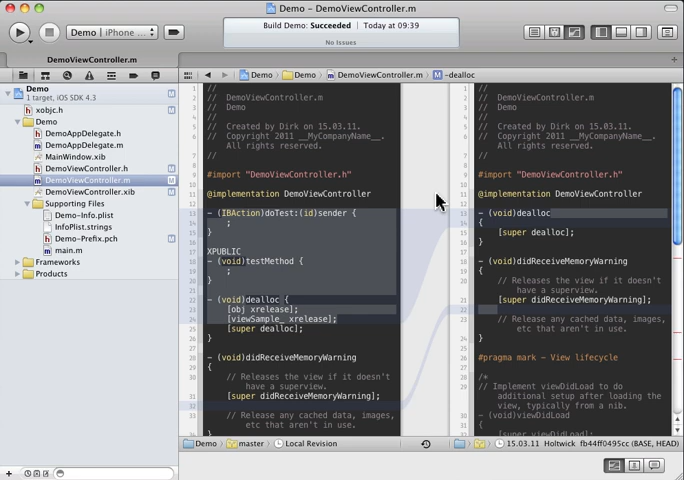 Demo – DemoViewController.m
Demo | iPhone ...
Build Demo: Succeeded | Today at 09:39
No Issues
DemoViewController.m
Demo
1 target, iOS SDK 4.3
xobjc.h
Demo
DemoAppDelegate.h
DemoAppDelegate.m
MainWindow.xib
DemoViewController.h
DemoViewController.m
DemoViewController.xib
Supporting Files
Demo-Info.plist
InfoPlist.strings
Demo-Prefix.pch
main.m
Frameworks
Products
Demo Demo DemoViewController.m -dealloc
//
//  DemoViewController.m
//  Demo
//
//  Created by Dirk on 15.03.11.
//  Copyright 2011 __MyCompanyName__.
All rights reserved.
//
#import "DemoViewController.h"
@implementation DemoViewController
- (IBAction)doTest:(id)sender {
;
}
XPUBLIC
- (void)testMethod {
;
}
- (void)dealloc {
[obj xrelease];
[viewSample_ xrelease];
[super dealloc];
}
- (void)didReceiveMemoryWarning
{
// Releases the view if it doesn't
have a superview.
[super didReceiveMemoryWarning];
// Release any cached data, images,
etc that aren't in use.
//
//  DemoViewController.m
//  Demo
//
//  Created by Dirk on 15.03.11.
//  Copyright 2011 __MyCompanyName__.
All rights reserved.
//
#import "DemoViewController.h"
@implementation DemoViewController
- (void)dealloc
{
[super dealloc];
}
- (void)didReceiveMemoryWarning
{
// Releases the view if it doesn't
have a superview.
[super didReceiveMemoryWarning];
// Release any cached data, images,
etc that aren't in use.
}
#pragma mark - View lifecycle
/*
// Implement viewDidLoad to do
additional setup after loading the
view, typically from a nib.
- (void)viewDidLoad
{
[super viewDidLoad];
Demo master Local Revision
15.03.11 Holtwick fb44ff0495cc (BASE, HEAD)